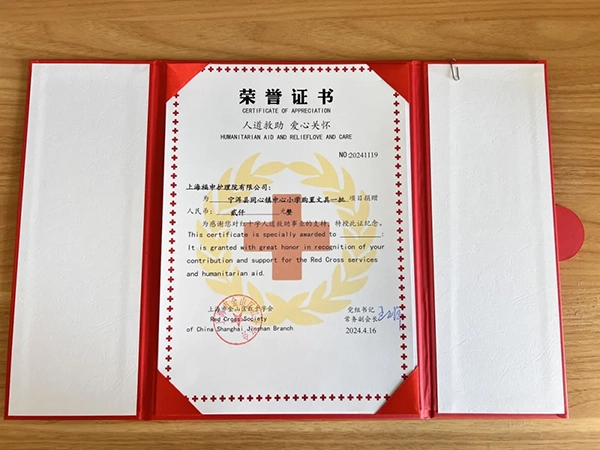 荣誉证书
CERTIFICATE OF APPRECIATION
人道救助 爱心关怀
HUMANITARIAN AID AND RELIEFLOVE AND CARE
NO:20241119
上海福申护理院有限公司:
为 宁洱县同心镇中心小学购置文具一批 项目捐赠
人民币: 贰仟 元整
为感谢您对红十字人道救助事业的支持,特授此证纪念。
This certificate is specially awarded to :
It is granted with great honor in recognition of your
contribution and support for the Red Cross services
and humanitarian aid.
上海市金山区红十字会
Red Cross Society
of China Shanghai Jinshan Branch
党组书记
常务副会长
2024.4.16